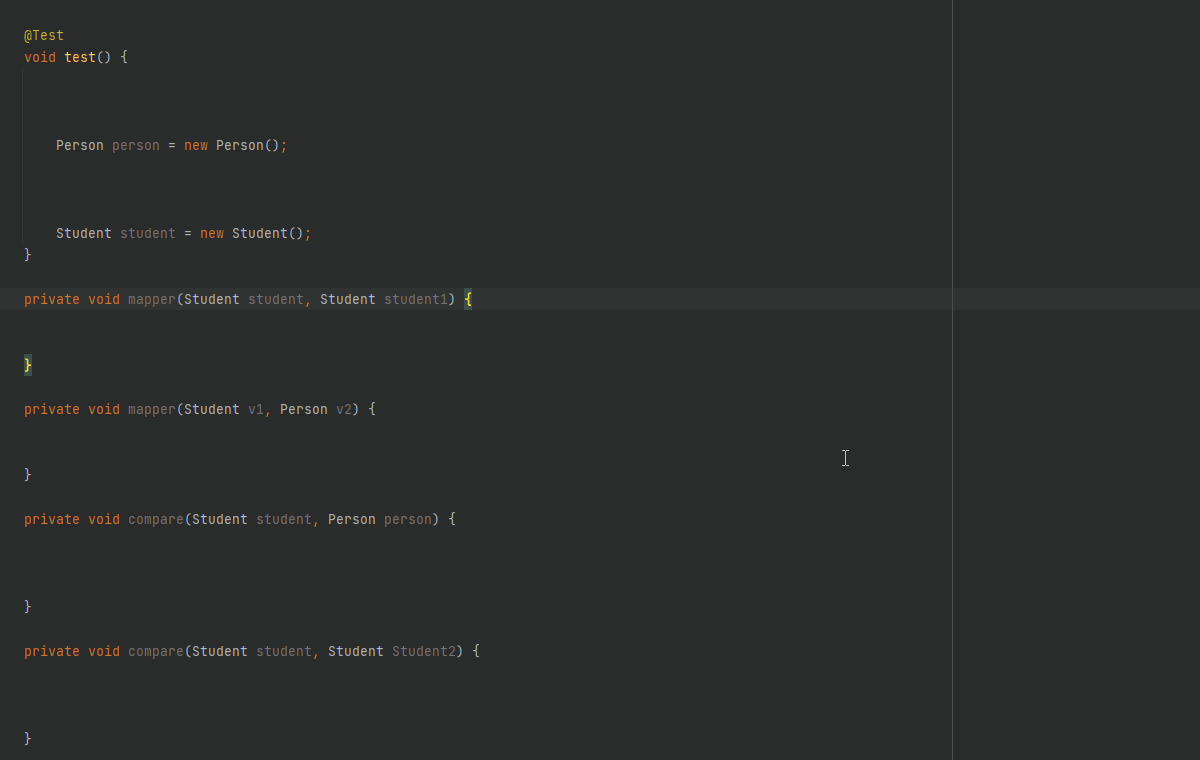 @Test
void test() {
Person person = new Person();
Student student = new Student();
}
private void mapper(Student student, Student student1) {
}
private void mapper(Student v1, Person v2) {
}
private void compare(Student student, Person person) {
}
private void compare(Student student, Student Student2) {
}